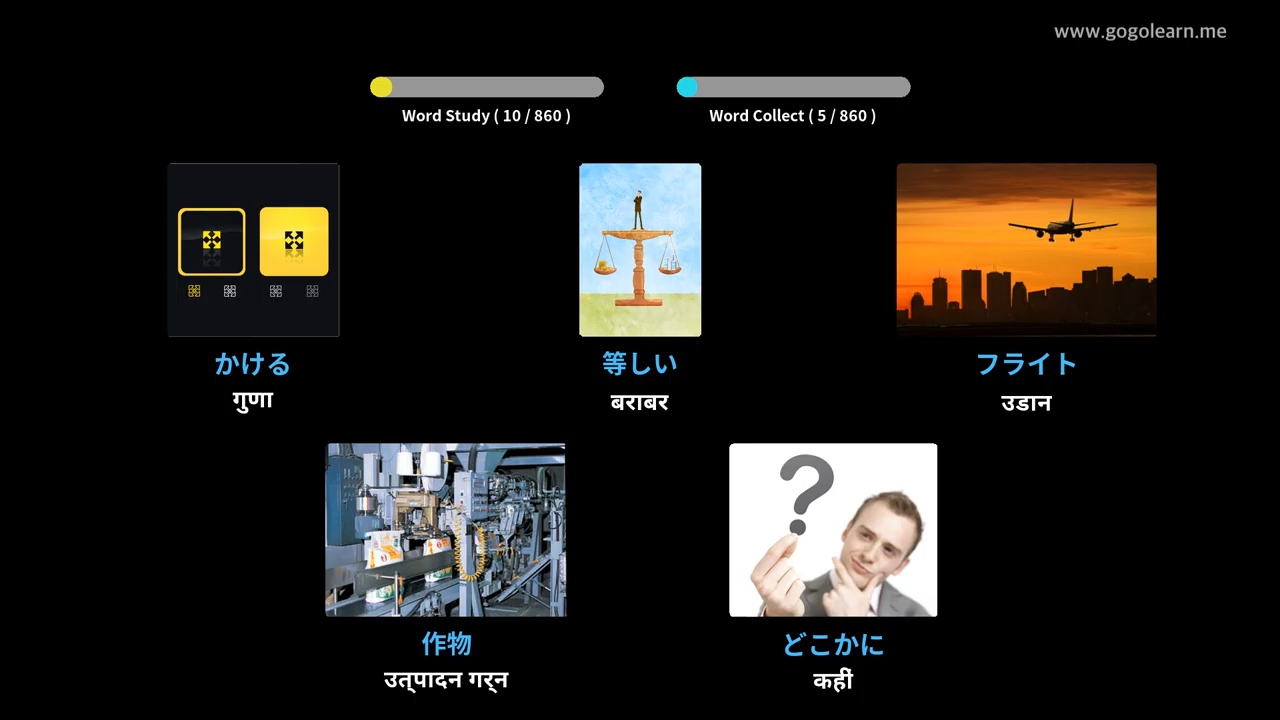 www.gogolearn.me
Word Study ( 10 / 860 )
Word Collect ( 5 / 860 )
かける
गुणा
等しい
बराबर
フライト
उडान
作物
उत्पादन गर्न
どこかに
कहीं